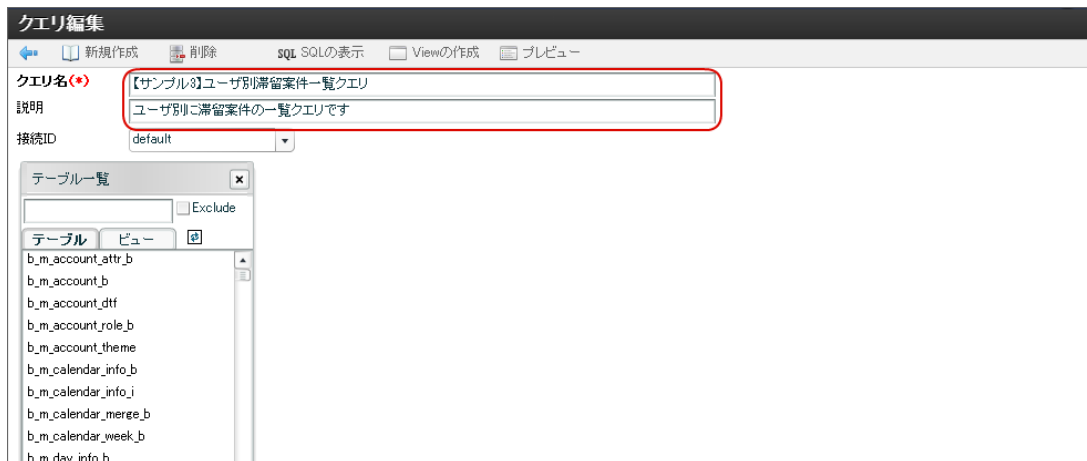 クエリ編集
新規作成 削除 SQL SQLの表示 Viewの作成 プレビュー
クエリ名(*) 【サンプル3】ユーザ別滞留案件一覧クエリ
説明 ユーザ別に滞留案件の一覧クエリです
接続ID default
テーブル一覧
Exclude
テーブル ビュー
b_m_account_attr_b
b_m_account_b
b_m_account_dtf
b_m_account_role_b
b_m_account_theme
b_m_calendar_info_b
b_m_calendar_info_i
b_m_calendar_merge_b
b_m_calendar_week_b
b_m_day_info_b